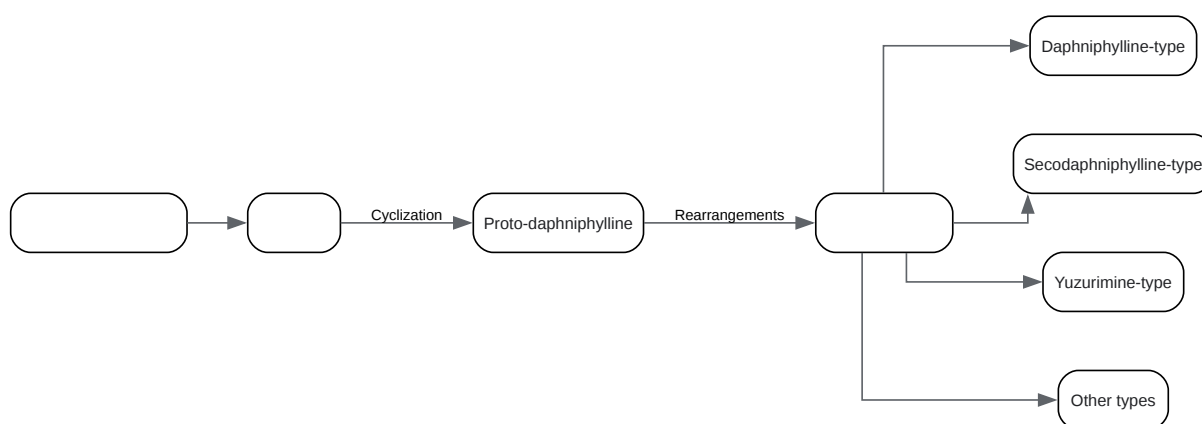 Daphniphylline-type
Secodaphniphylline-type
Cyclization
Proto-daphniphylline
Rearrangements
Yuzurimine-type
Other types